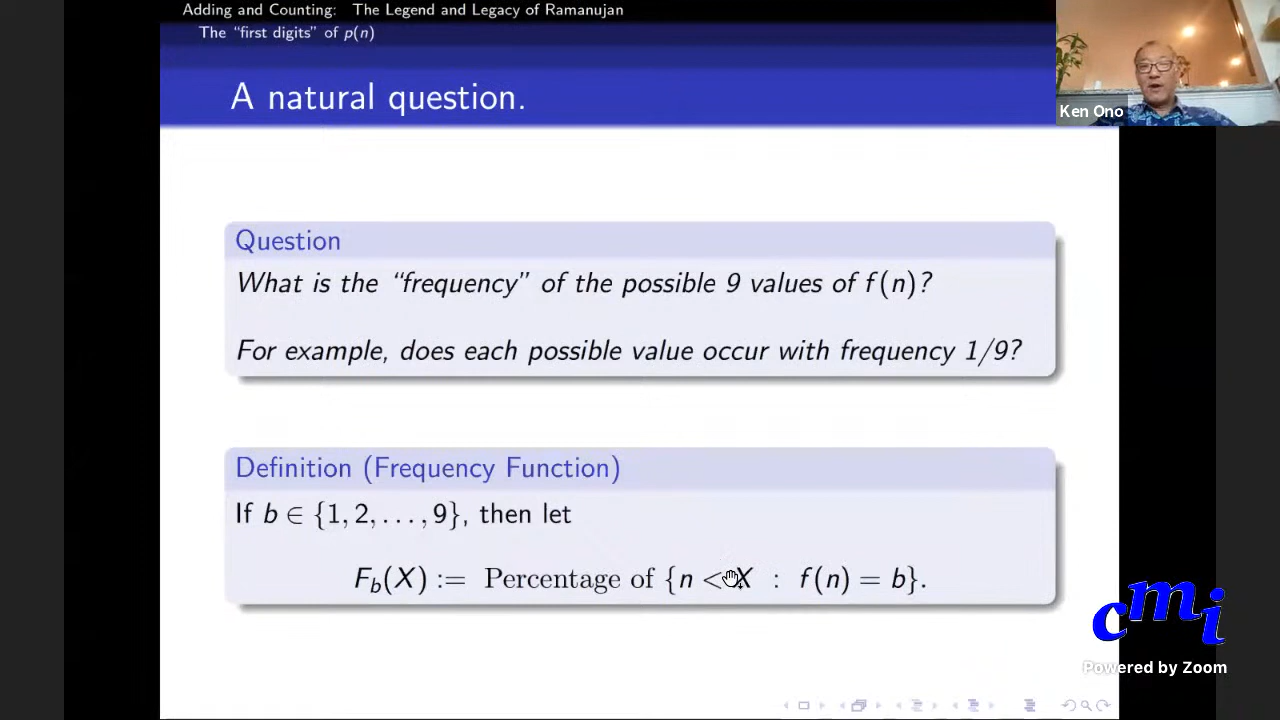 Adding and Counting: The Legend and Legacy of Ramanujan
The “first digits” of p(n)
A natural question.
Ken Ono
Question
What is the “frequency” of the possible 9 values of f(n)?
For example, does each possible value occur with frequency 1/9?
Definition (Frequency Function)
If b ∈ {1, 2, . . . , 9}, then let
F_b(X) := Percentage of {n < X : f(n) = b}.
cmi
Powered by Zoom